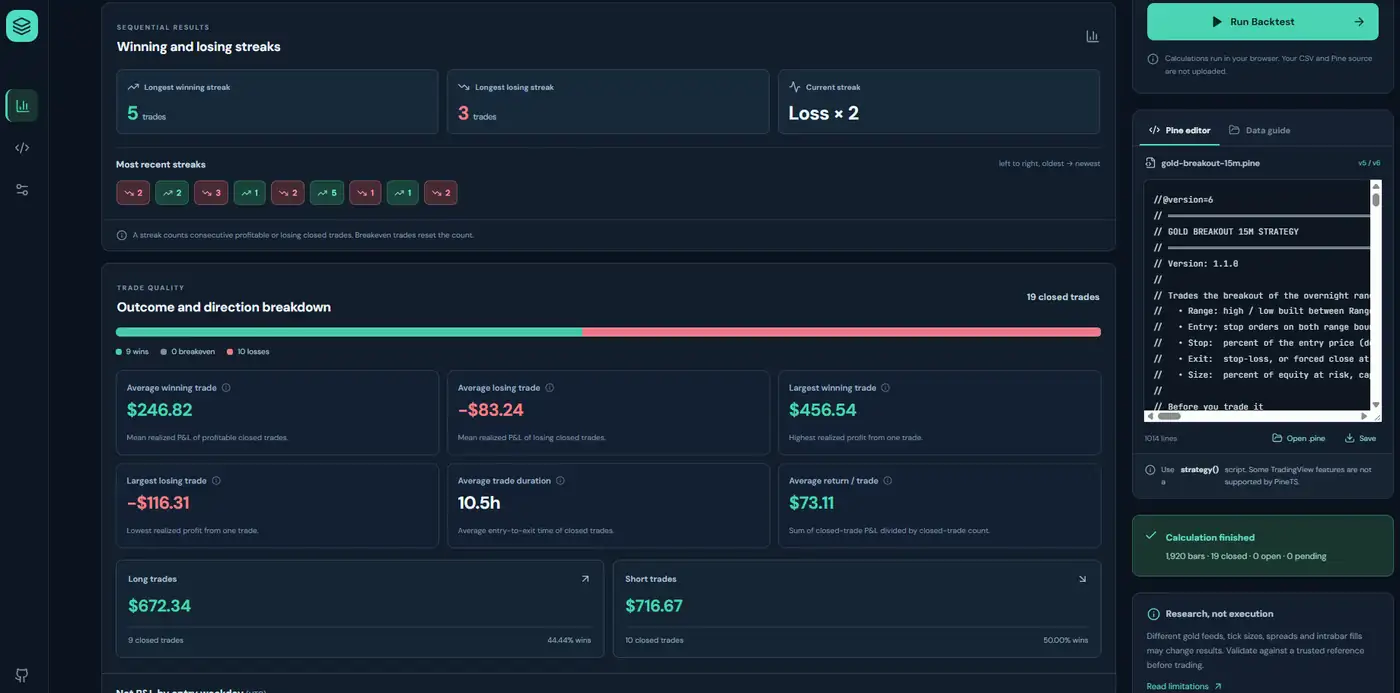 SEQUENTIAL RESULTS
Winning and losing streaks
Longest winning streak
5 trades
Longest losing streak
3 trades
Current streak
Loss × 2
Most recent streaks
left to right, oldest → newest
2
2
3
1
2
5
1
1
2
A streak counts consecutive profitable or losing closed trades. Breakeven trades reset the count.
TRADE QUALITY
Outcome and direction breakdown
19 closed trades
9 wins
0 breakeven
10 losses
Average winning trade
$246.82
Mean realized P&L of profitable closed trades.
Average losing trade
-$83.24
Mean realized P&L of losing closed trades.
Largest winning trade
$456.54
Highest realized profit from one trade.
Largest losing trade
-$116.31
Lowest realized profit from one trade.
Average trade duration
10.5h
Average entry-to-exit time of closed trades.
Average return / trade
$73.11
Sum of closed-trade P&L divided by closed-trade count.
Long trades
$672.34
9 closed trades
44.44% wins
Short trades
$716.67
10 closed trades
50.00% wins
Net P&L by entry weekday (UTC)
Run Backtest
Calculations run in your browser. Your CSV and Pine source
are not uploaded.
Pine editor
Data guide
gold-breakout-15m.pine
v5 / v6
//@version=6
//
// GOLD BREAKOUT 15M STRATEGY
//
// Version: 1.1.0
//
// Trades the breakout of the overnight ran
// • Range: high / low built between Rang
// • Entry: stop orders on both range bou
// • Stop: percent of the entry price (d
// • Exit: stop-loss, or forced close at
// • Size: percent of equity at risk, ca
//
// Before you trade it
1014 lines
Open .pine
Save
Use a strategy() script. Some TradingView features are not
supported by PineTS.
Calculation finished
1,920 bars · 19 closed · 0 open · 0 pending
Research, not execution
Different gold feeds, tick sizes, spreads and intrabar fills
may change results. Validate against a trusted reference
before trading.
Read limitations